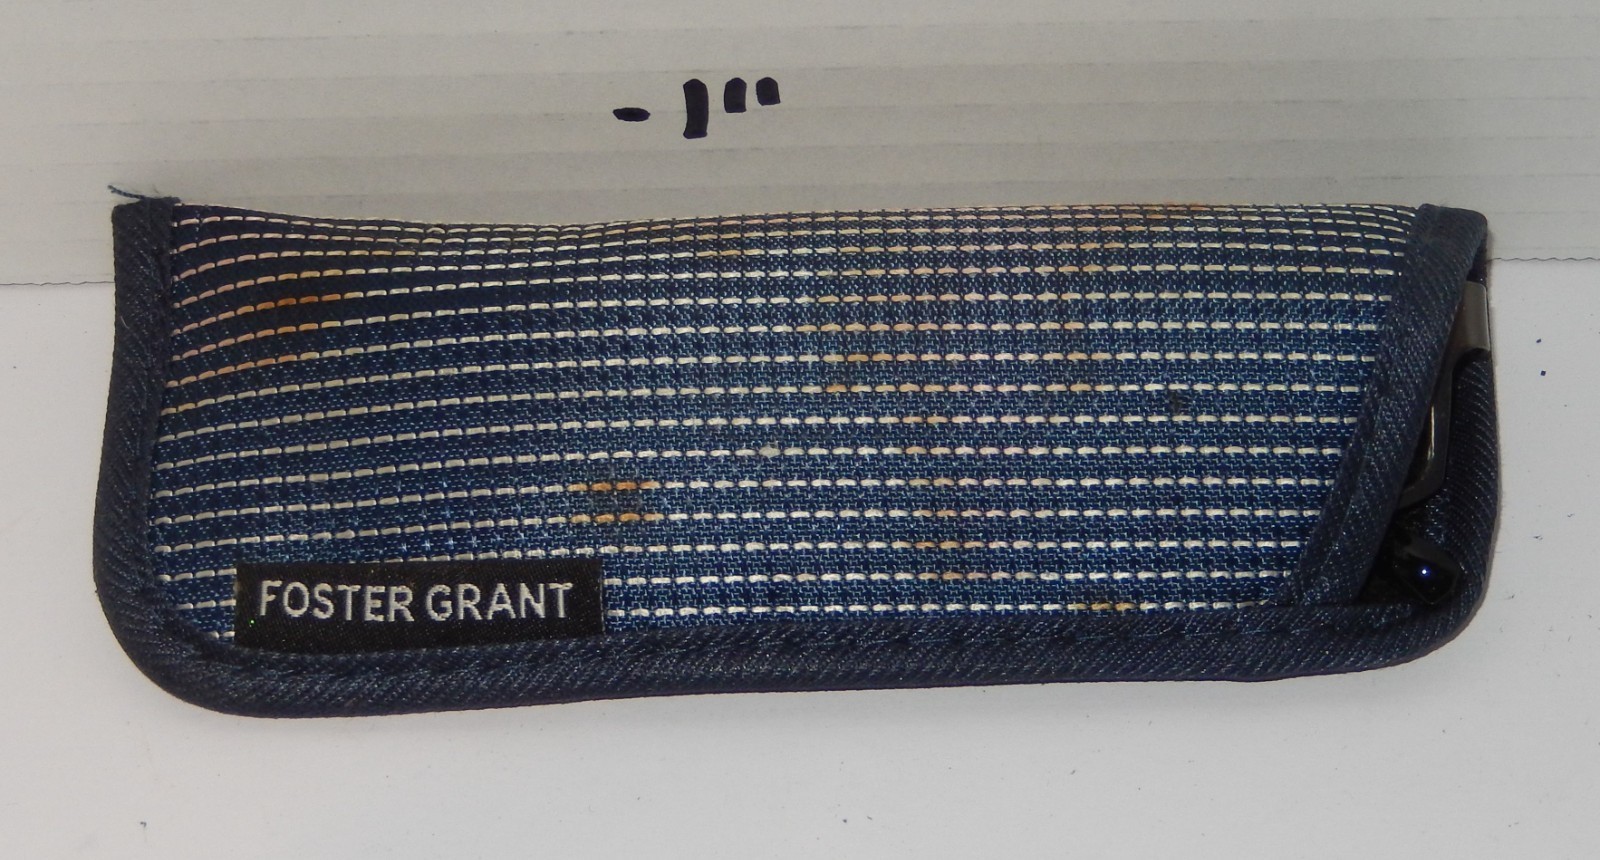 - 1"
FOSTER GRANT